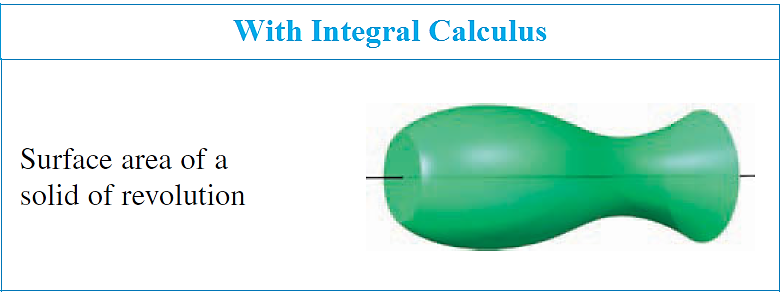 With Integral Calculus
Surface area of a
solid of revolution